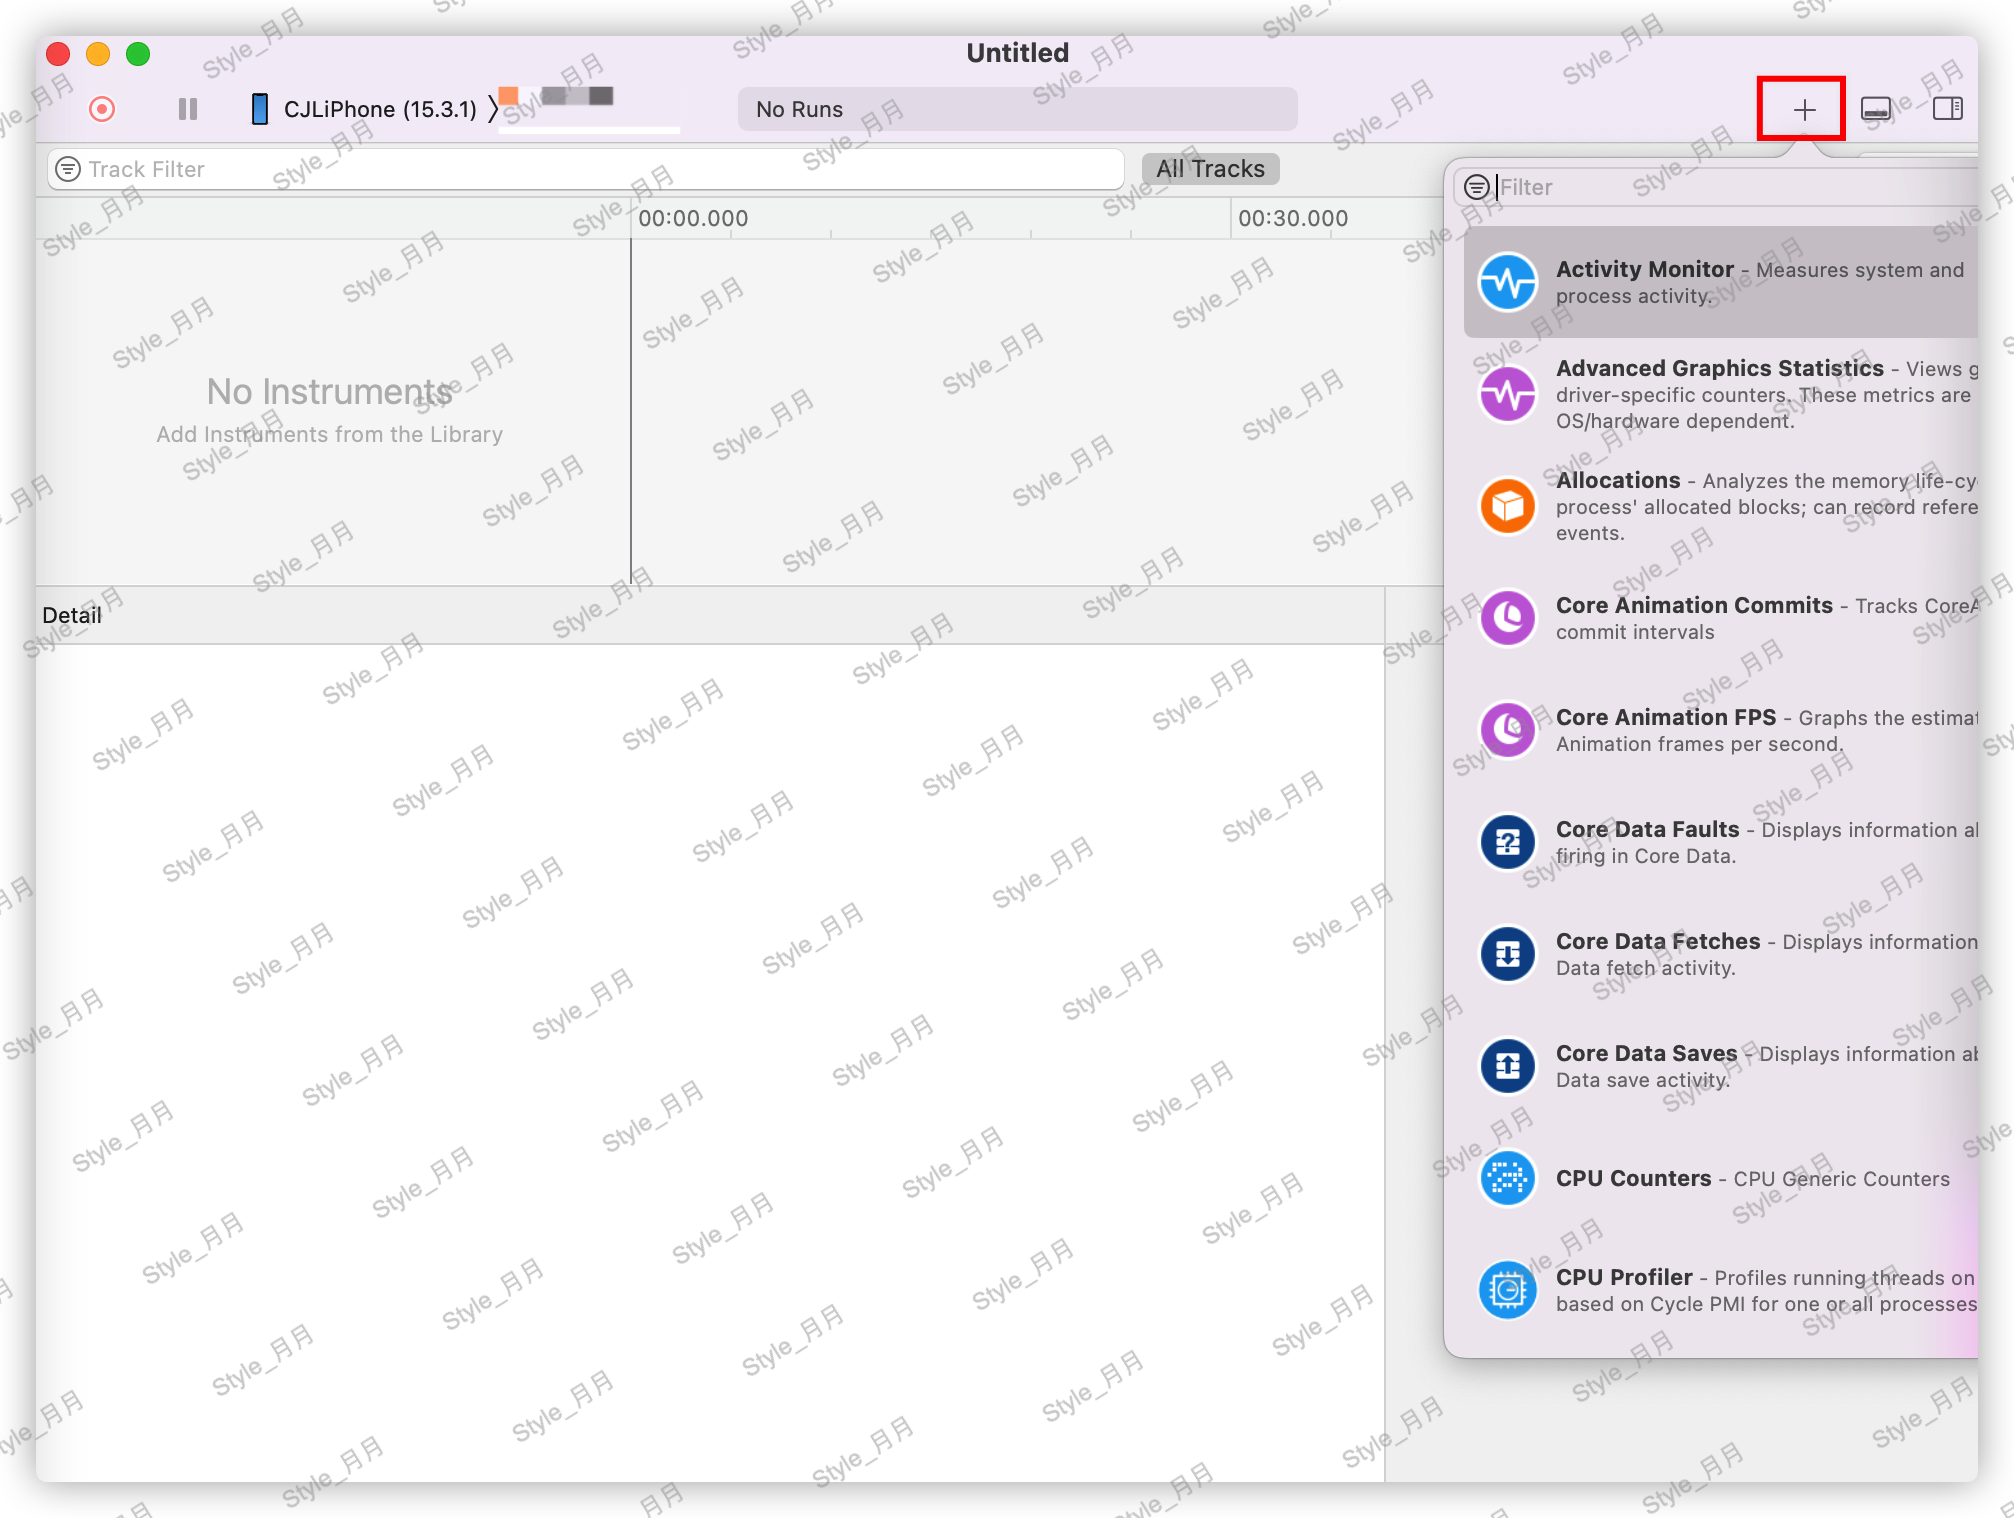 Untitled
CJLiPhone (15.3.1)
No Runs
Track Filter
All Tracks
Filter
00:00.000
00:30.000
No Instruments
Add Instruments from the Library
Detail
Activity Monitor - Measures system and
process activity.
Advanced Graphics Statistics - Views g
driver-specific counters. These metrics are
OS/hardware dependent.
Allocations - Analyzes the memory life-cy
process' allocated blocks; can record refere
events.
Core Animation Commits - Tracks CoreA
commit intervals
Core Animation FPS - Graphs the estimat
Animation frames per second.
Core Data Faults - Displays information al
firing in Core Data.
Core Data Fetches - Displays information
Data fetch activity.
Core Data Saves - Displays information ab
Data save activity.
CPU Counters - CPU Generic Counters
CPU Profiler - Profiles running threads on
based on Cycle PMI for one or all processes
Style_月月